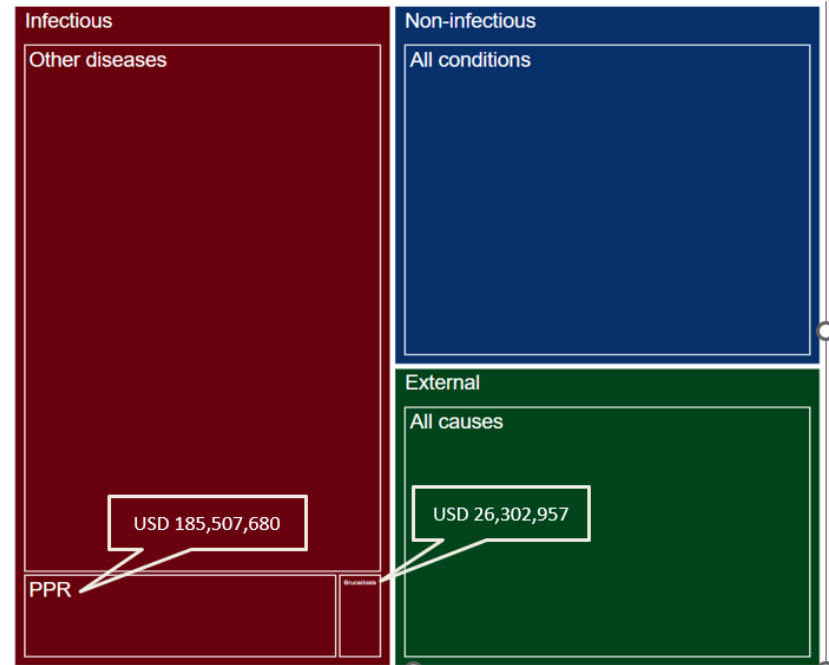 Infectious
Other diseases
USD 185,507,680
PPR
Brucellosis
Non-infectious
All conditions
External
All causes
USD 26,302,957